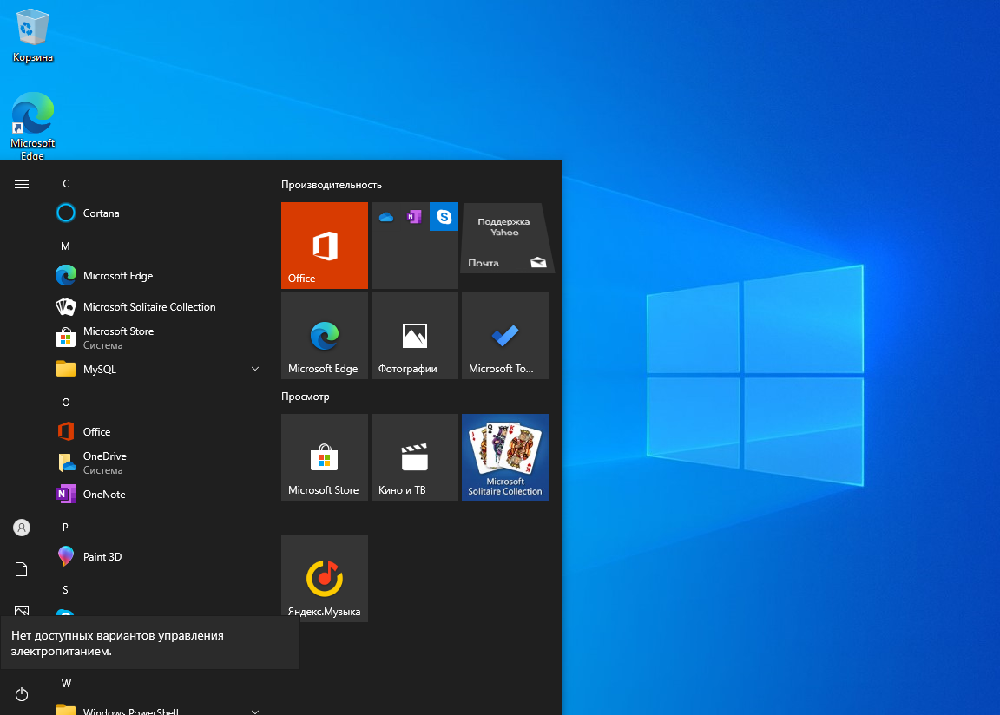 Корзина
Microsoft
Edge
C
Cortana
M
Microsoft Edge
Microsoft Solitaire Collection
Microsoft Store
Система
MySQL
O
Office
OneDrive
Система
OneNote
P
Paint 3D
S
Нет доступных вариантов управления
электропитанием.
W
Windows PowerShell
Производительность
Office
Поддержка
Yahoo
Почта
Microsoft Edge
Фотографии
Microsoft To...
Просмотр
Microsoft Store
Кино и ТВ
Microsoft
Solitaire Collection
Яндекс.Музыка